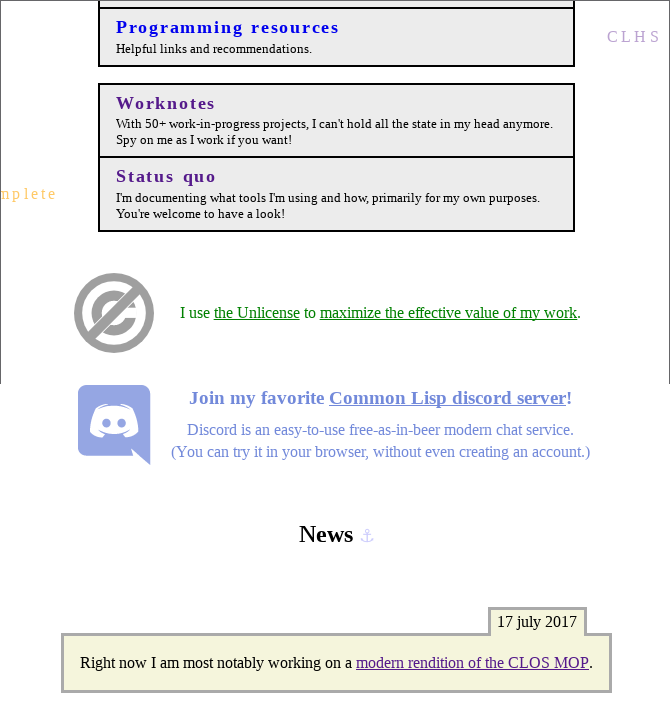 Programming resources
Helpful links and recommendations.
CLHS
Worknotes
With 50+ work-in-progress projects, I can't hold all the state in my head anymore.
Spy on me as I work if you want!
Status quo
I'm documenting what tools I'm using and how, primarily for my own purposes.
You're welcome to have a look!
mplete
I use the Unlicense to maximize the effective value of my work.
Join my favorite Common Lisp discord server!
Discord is an easy-to-use free-as-in-beer modern chat service.
(You can try it in your browser, without even creating an account.)
News ⚓
17 july 2017
Right now I am most notably working on a modern rendition of the CLOS MOP.